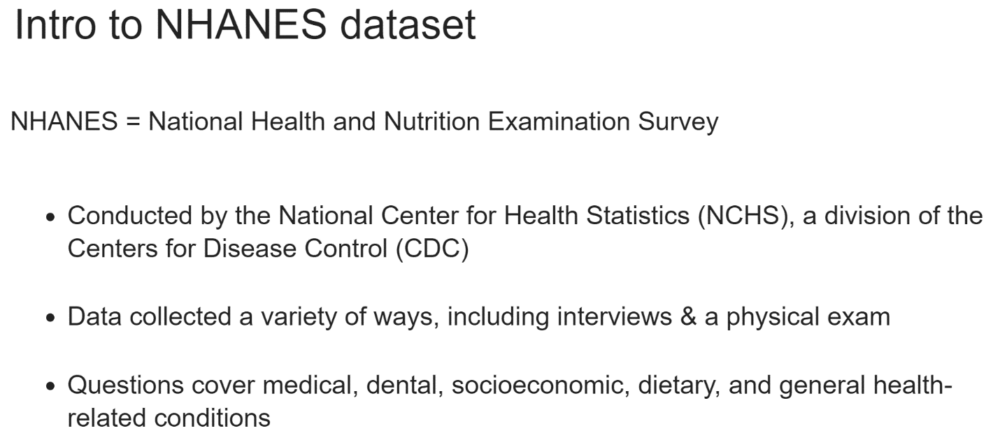 Intro to NHANES dataset
NHANES = National Health and Nutrition Examination Survey
• Conducted by the National Center for Health Statistics (NCHS), a division of the
Centers for Disease Control (CDC)
• Data collected a variety of ways, including interviews & a physical exam
• Questions cover medical, dental, socioeconomic, dietary, and general health-
related conditions